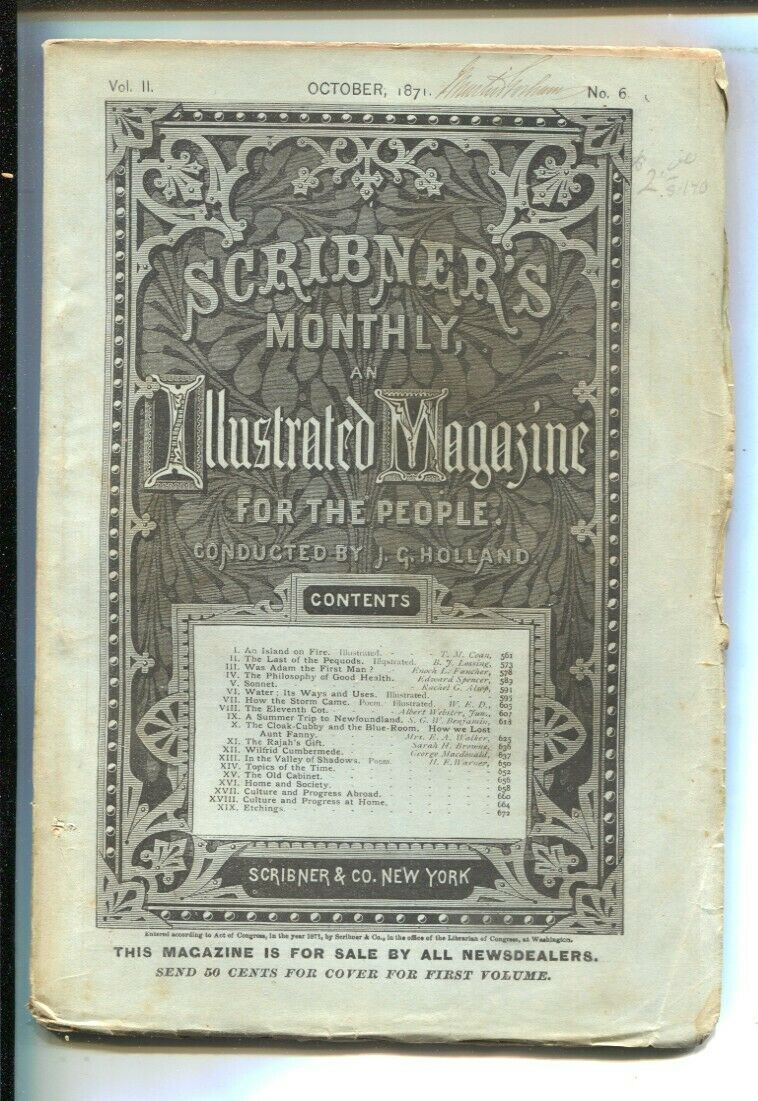 Vol. II. OCTOBER, 1871. No. 6
SCRIBNER'S
MONTHLY,
AN
Illustrated Magazine
FOR THE PEOPLE.
CONDUCTED BY J. G. HOLLAND.
CONTENTS
I. An Island on Fire. Illustrated. - - - T. M. Coan, 561
II. The Last of the Pequods. Illustrated. B. J. Lossing, 573
III. Was Adam the First Man? - Enoch L. Fancher, 578
IV. The Philosophy of Good Health. Edward Spencer, 589
V. Sonnet. - - - - Rachel G. Alsop, 591
VI. Water: Its Ways and Uses. Illustrated. - - - 595
VII. How the Storm Came. Poem. Illustrated. W. E. D., 605
VIII. The Eleventh Cot. - Albert Webster, Jun., 607
IX. A Summer Trip to Newfoundland. S. G. W. Benjamin, 618
X. The Cloak-Cubby and the Blue-Room. How we Lost
Aunt Fanny. - - - Mrs. E. A. Walker, 625
XI. The Rajah's Gift. - - Sarah H. Browne, 636
XII. Wilfrid Cumbermede. - George Macdonald, 637
XIII. In the Valley of Shadows. Poem. H. E. Warner, 650
XIV. Topics of the Time. - - - - 652
XV. The Old Cabinet. - - - - 656
XVI. Home and Society. - - - - 658
XVII. Culture and Progress Abroad. - - - - 660
XVIII. Culture and Progress at Home. - - - - 664
XIX. Etchings. - - - - 672
SCRIBNER & CO. NEW YORK
Entered according to Act of Congress, in the year 1871, by Scribner & Co., in the office of the Librarian of Congress, at Washington.
THIS MAGAZINE IS FOR SALE BY ALL NEWSDEALERS.
SEND 50 CENTS FOR COVER FOR FIRST VOLUME.